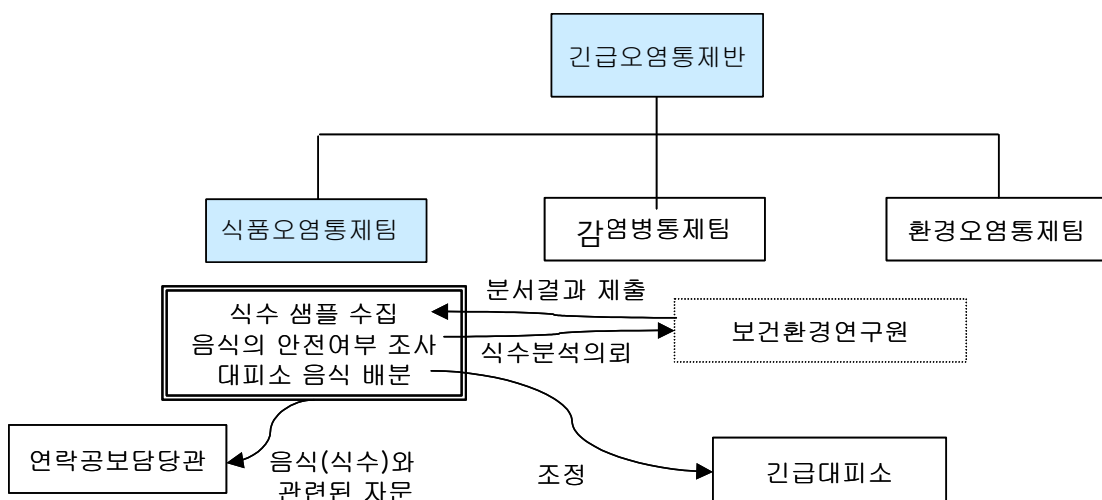 긴급오염통제반
식품오염통제팀
감염병통제팀
환경오염통제팀
분서결과 제출
식수 샘플 수집
음식의 안전여부 조사
대피소 음식 배분
보건환경연구원
식수분석의뢰
연락공보담당관
음식(식수)와
관련된 자문
조정
긴급대피소